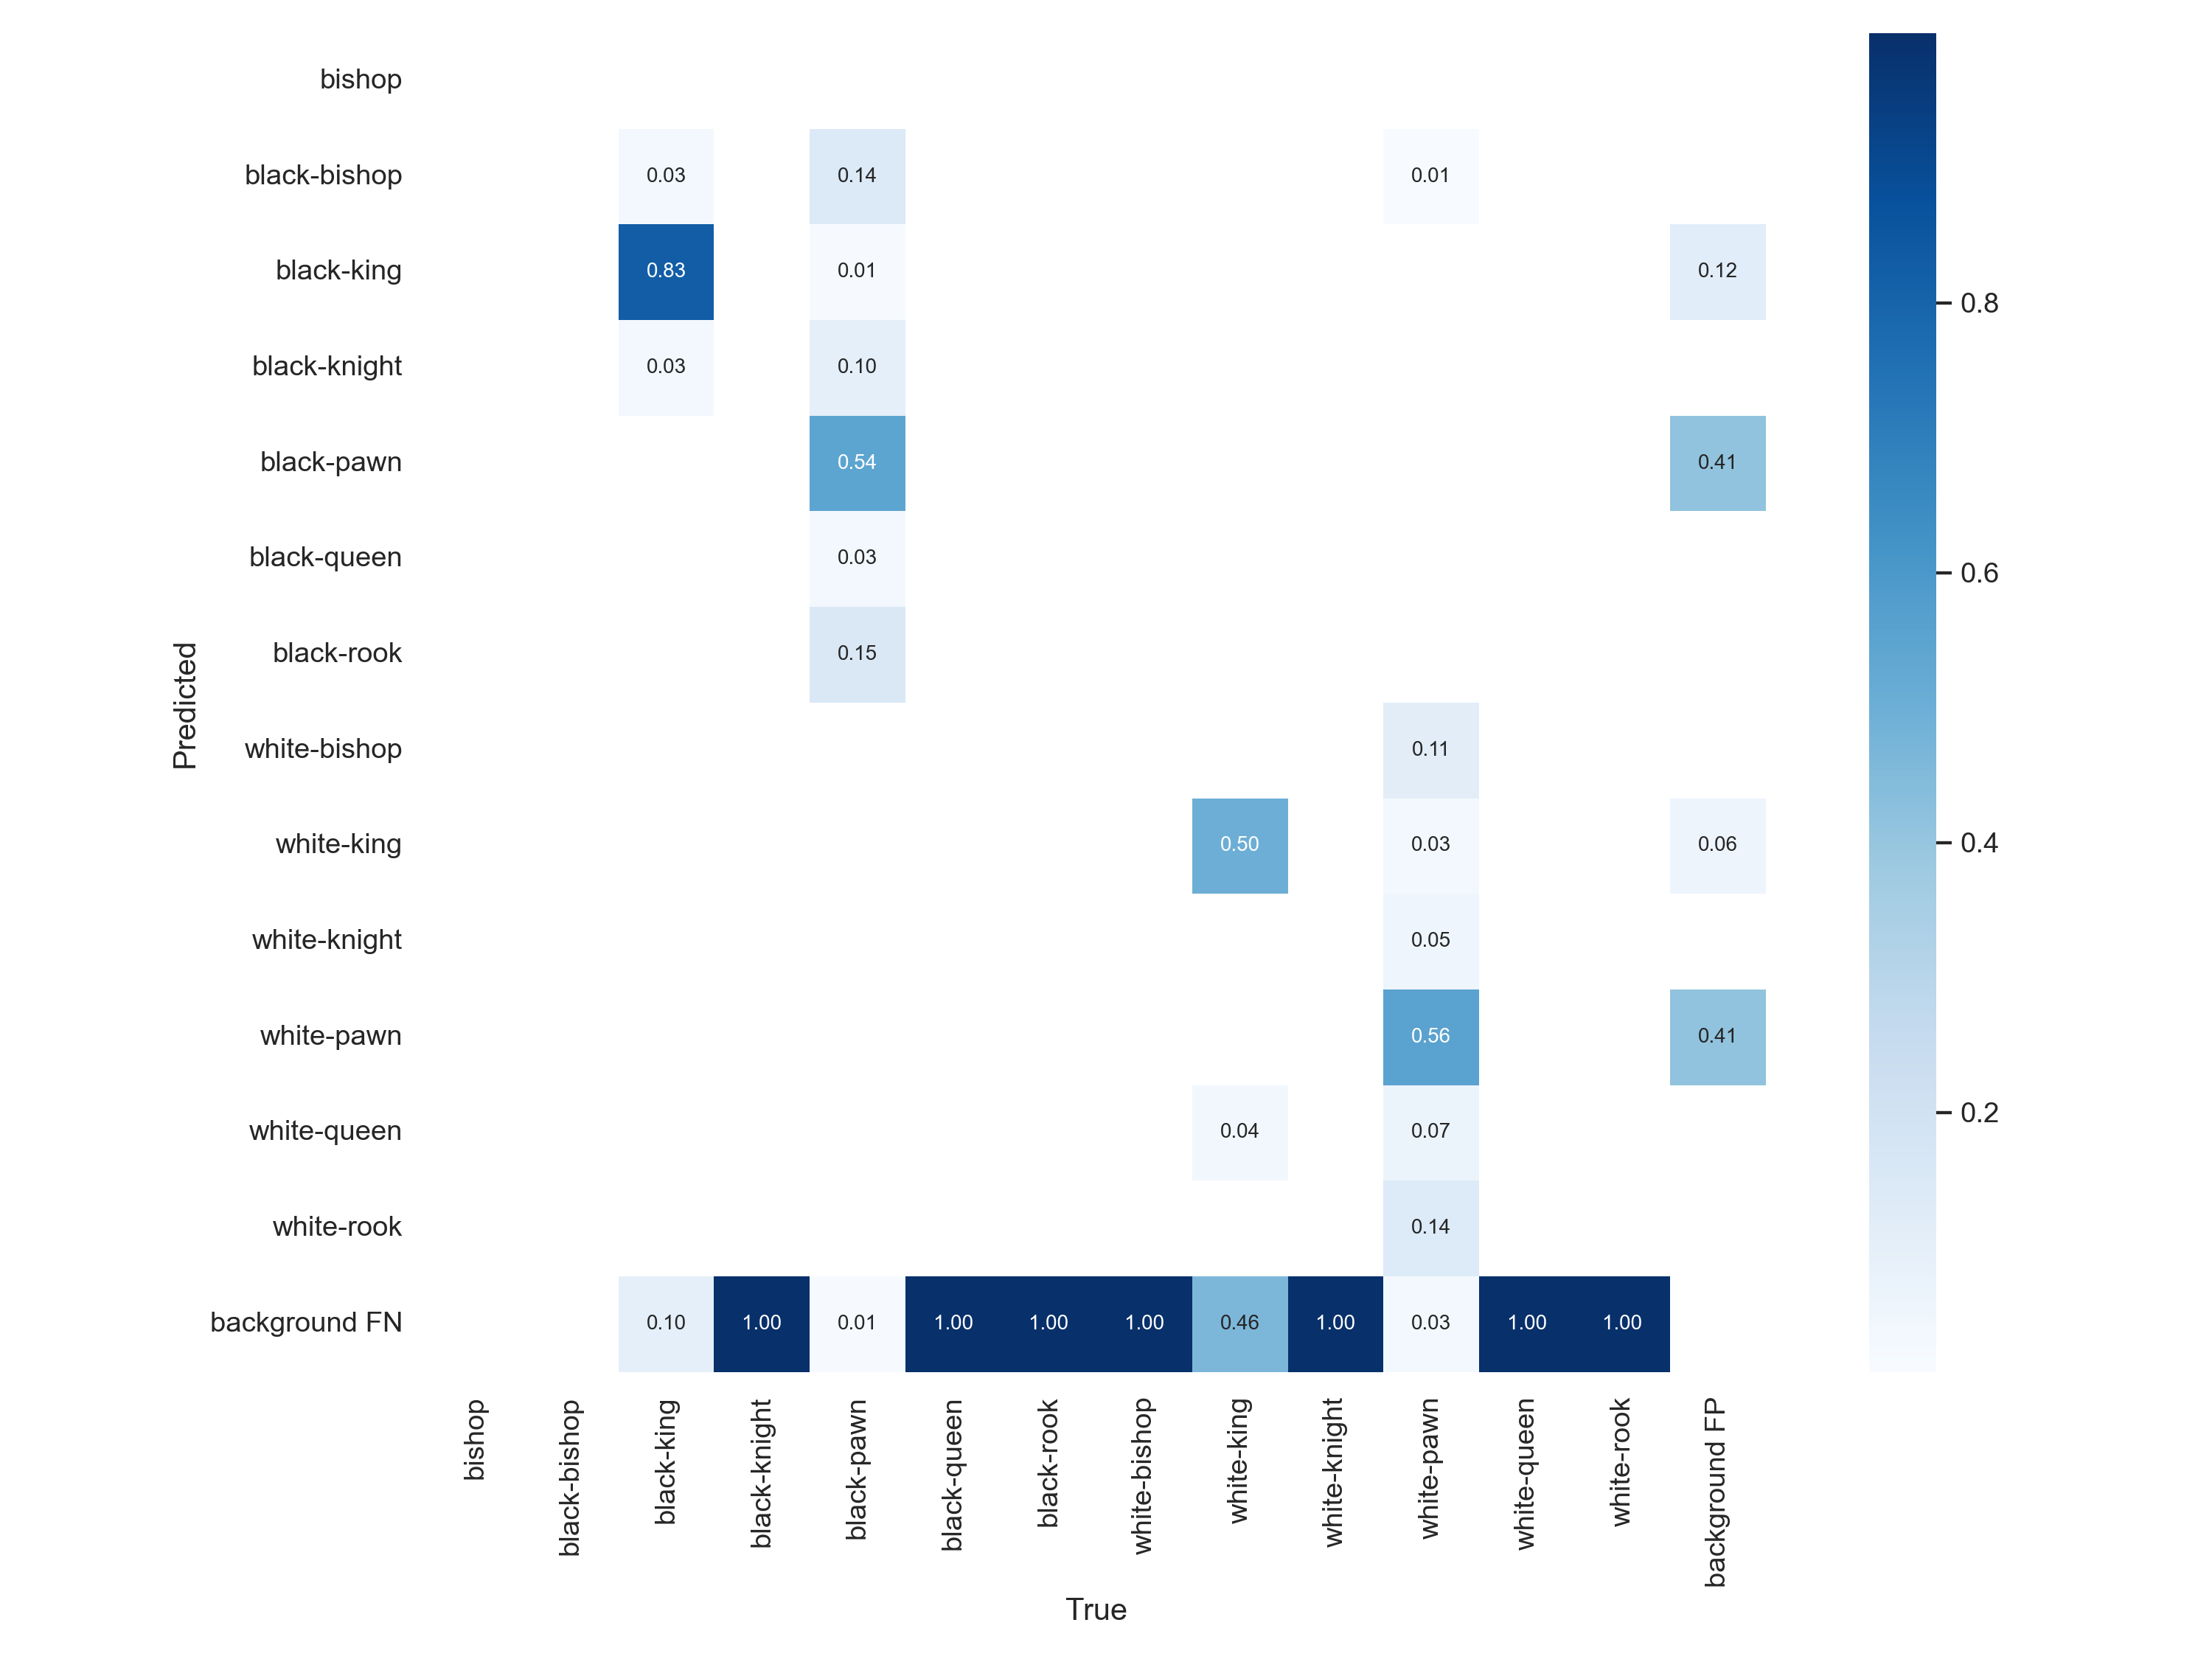 bishop
black-bishop 0.03 0.14 0.01
black-king 0.83 0.01 0.12
0.8
black-knight 0.03 0.10
black-pawn 0.54 0.41
black-queen 0.03
0.6
black-rook 0.15
Predicted
white-bishop 0.11
white-king 0.50 0.03 0.06
0.4
white-knight 0.05
white-pawn 0.56 0.41
0.2
white-queen 0.04 0.07
white-rook 0.14
background FN 0.10 1.00 0.01 1.00 1.00 1.00 0.46 1.00 0.03 1.00 1.00
bishop
black-bishop
black-king
black-knight
black-pawn
black-queen
black-rook
white-bishop
white-king
white-knight
white-pawn
white-queen
white-rook
background FP
True